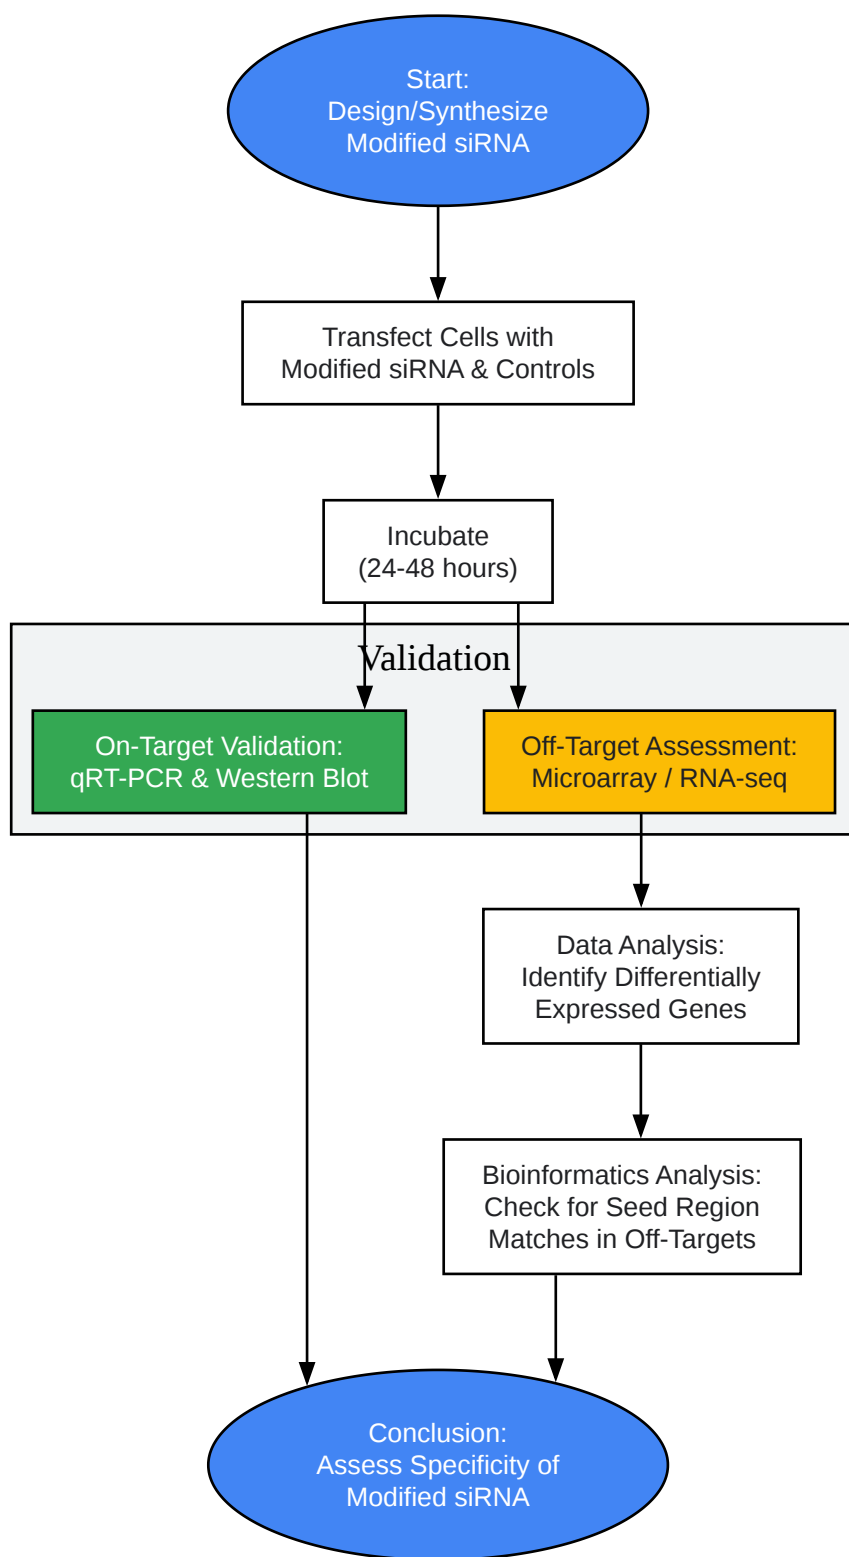 Start:
Design/Synthesize
Modified siRNA
Transfect Cells with
Modified siRNA & Controls
Incubate
(24-48 hours)
Validation
On-Target Validation:
qRT-PCR & Western Blot
Off-Target Assessment:
Microarray / RNA-seq
Data Analysis:
Identify Differentially
Expressed Genes
Bioinformatics Analysis:
Check for Seed Region
Matches in Off-Targets
Conclusion:
Assess Specificity of
Modified siRNA